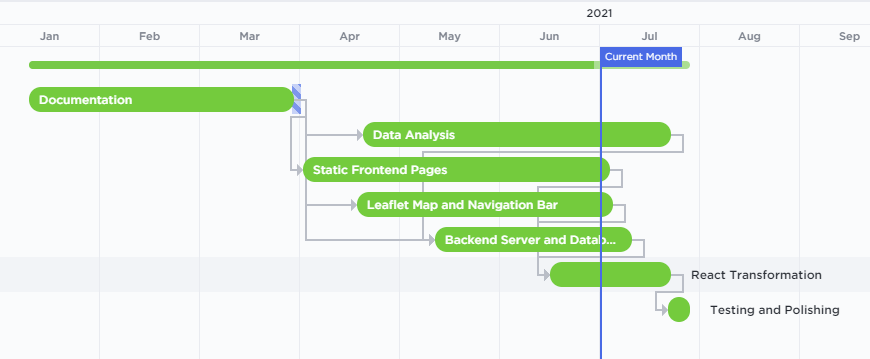 2021
Jan Feb Mar Apr May Jun Jul Aug Sep
Current Month
Documentation
Data Analysis
Static Frontend Pages
Leaflet Map and Navigation Bar
Backend Server and Datab...
React Transformation
Testing and Polishing